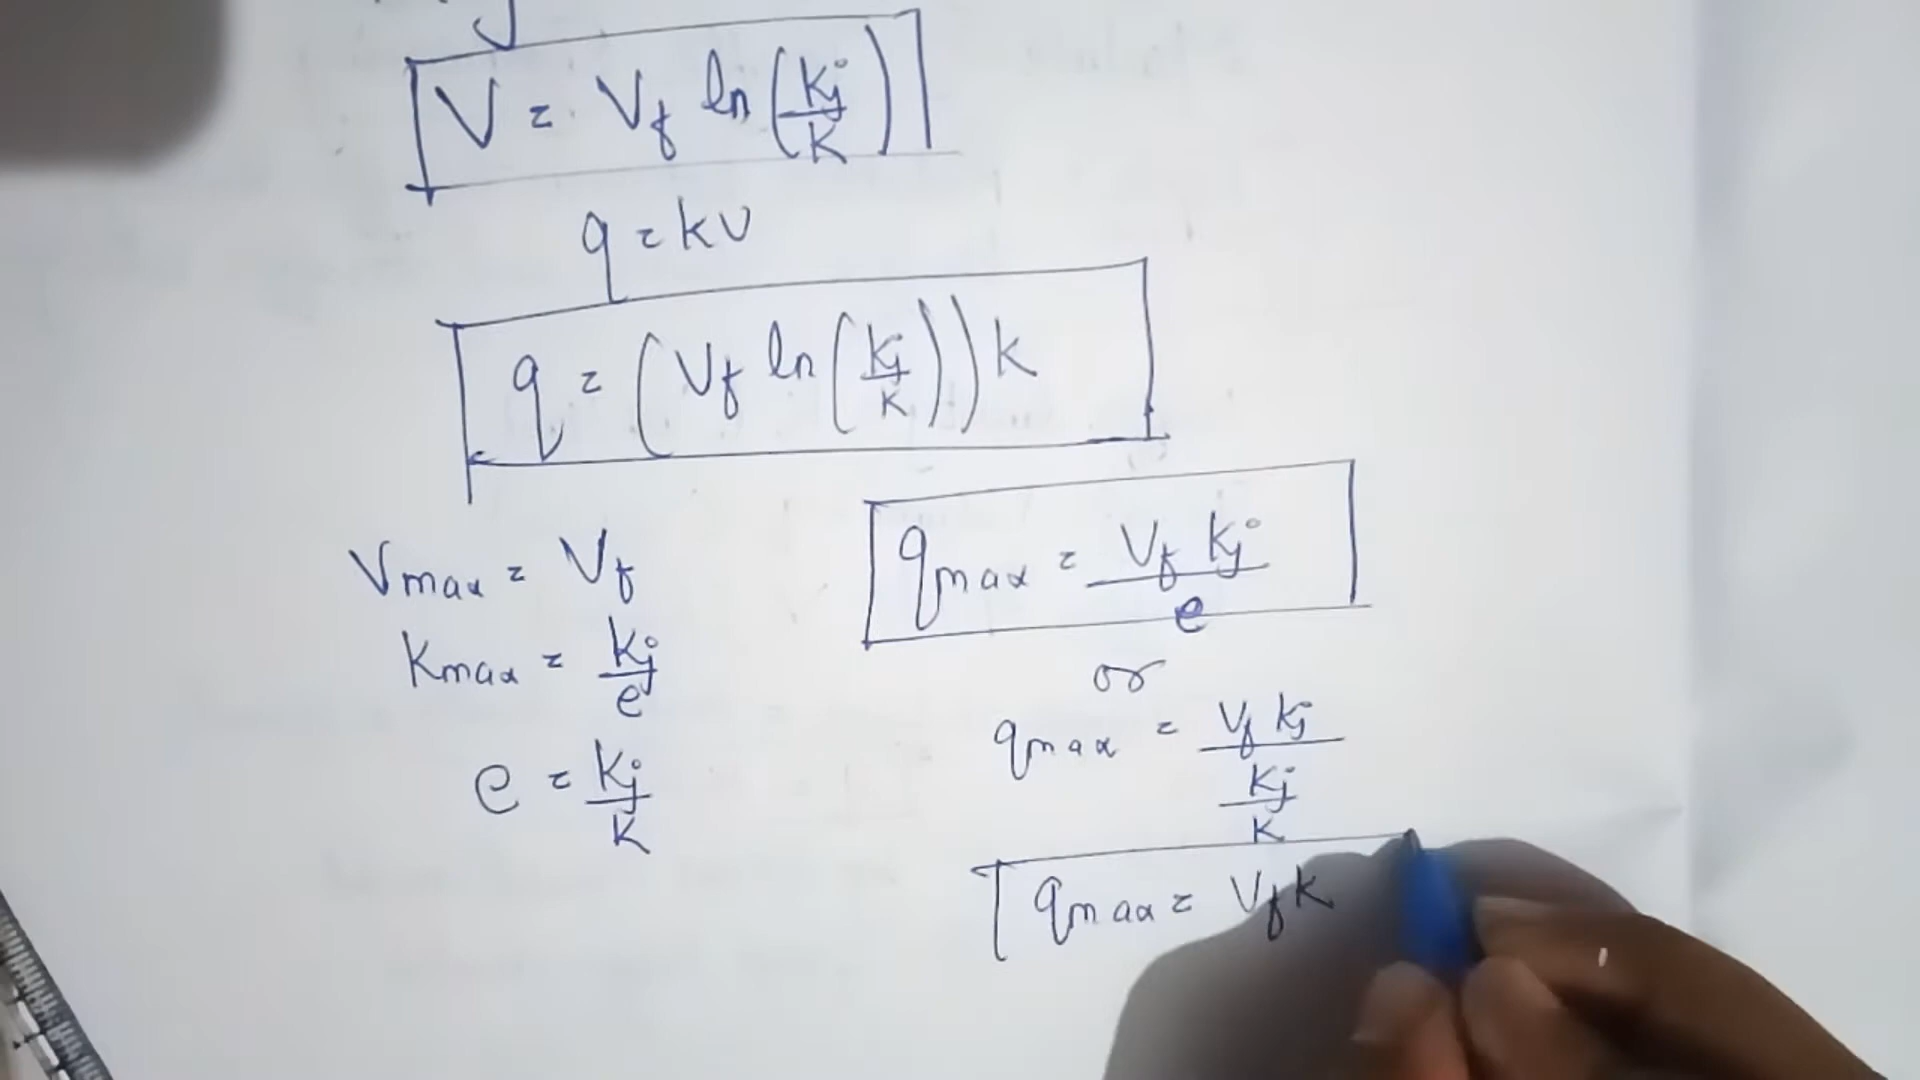 V = V_f ln(k_j/k)
q = kv
q = (V_f ln(k_j/k))k
V_max = V_f
K_max = k_j/e
e = k_j/k
q_max = V_f k_j/e
or
q_max = V_f k_j/(k_j/k)
q_max = V_f k